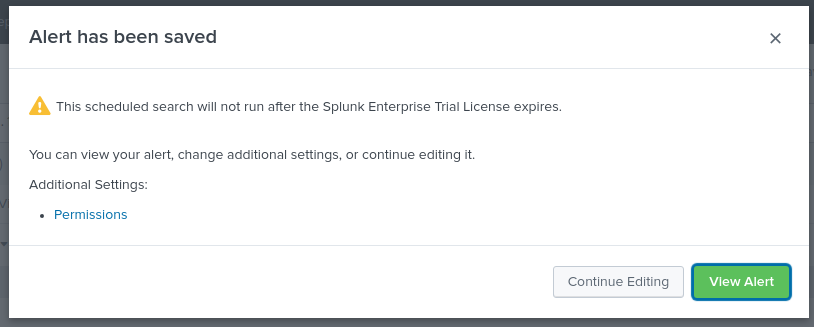 Alert has been saved
This scheduled search will not run after the Splunk Enterprise Trial License expires.
You can view your alert, change additional settings, or continue editing it.
Additional Settings:
• Permissions
Continue Editing
View Alert